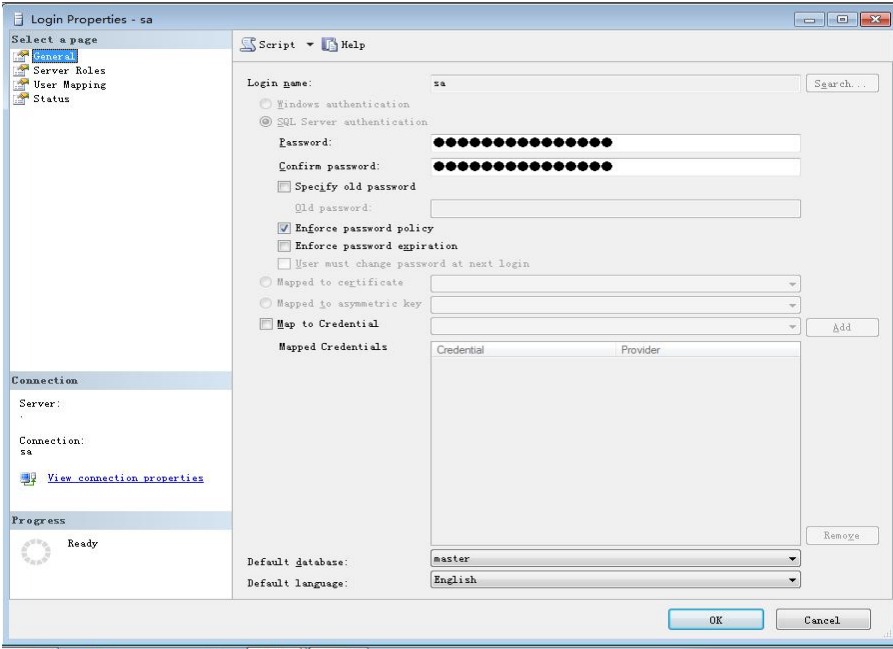 Login Properties - sa
Select a page
General
Server Roles
User Mapping
Status
Script Help
Login name: sa Search...
Windows authentication
SQL Server authentication
Password: ●●●●●●●●●●●●●●●
Confirm password: ●●●●●●●●●●●●●●●
Specify old password
Old password:
Enforce password policy
Enforce password expiration
User must change password at next login
Mapped to certificate
Mapped to asymmetric key
Map to Credential Add
Mapped Credentials Credential Provider
Remove
Default database: master
Default language: English
Connection
Server:
.
Connection:
sa
View connection properties
Progress
Ready
OK Cancel